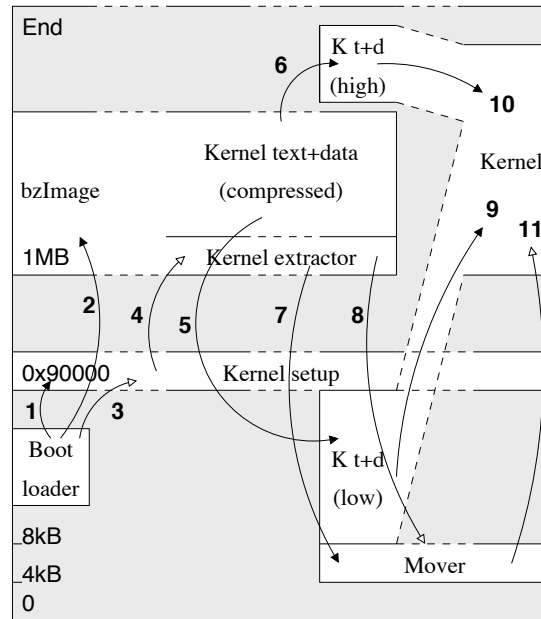 End
K t+d
(high)
6
10
Kernel text+data
(compressed)
Kernel
bzImage
9
11
1MB
Kernel extractor
2
4
5
7
8
0x90000
Kernel setup
1
3
Boot
loader
K t+d
(low)
8kB
4kB
Mover
0